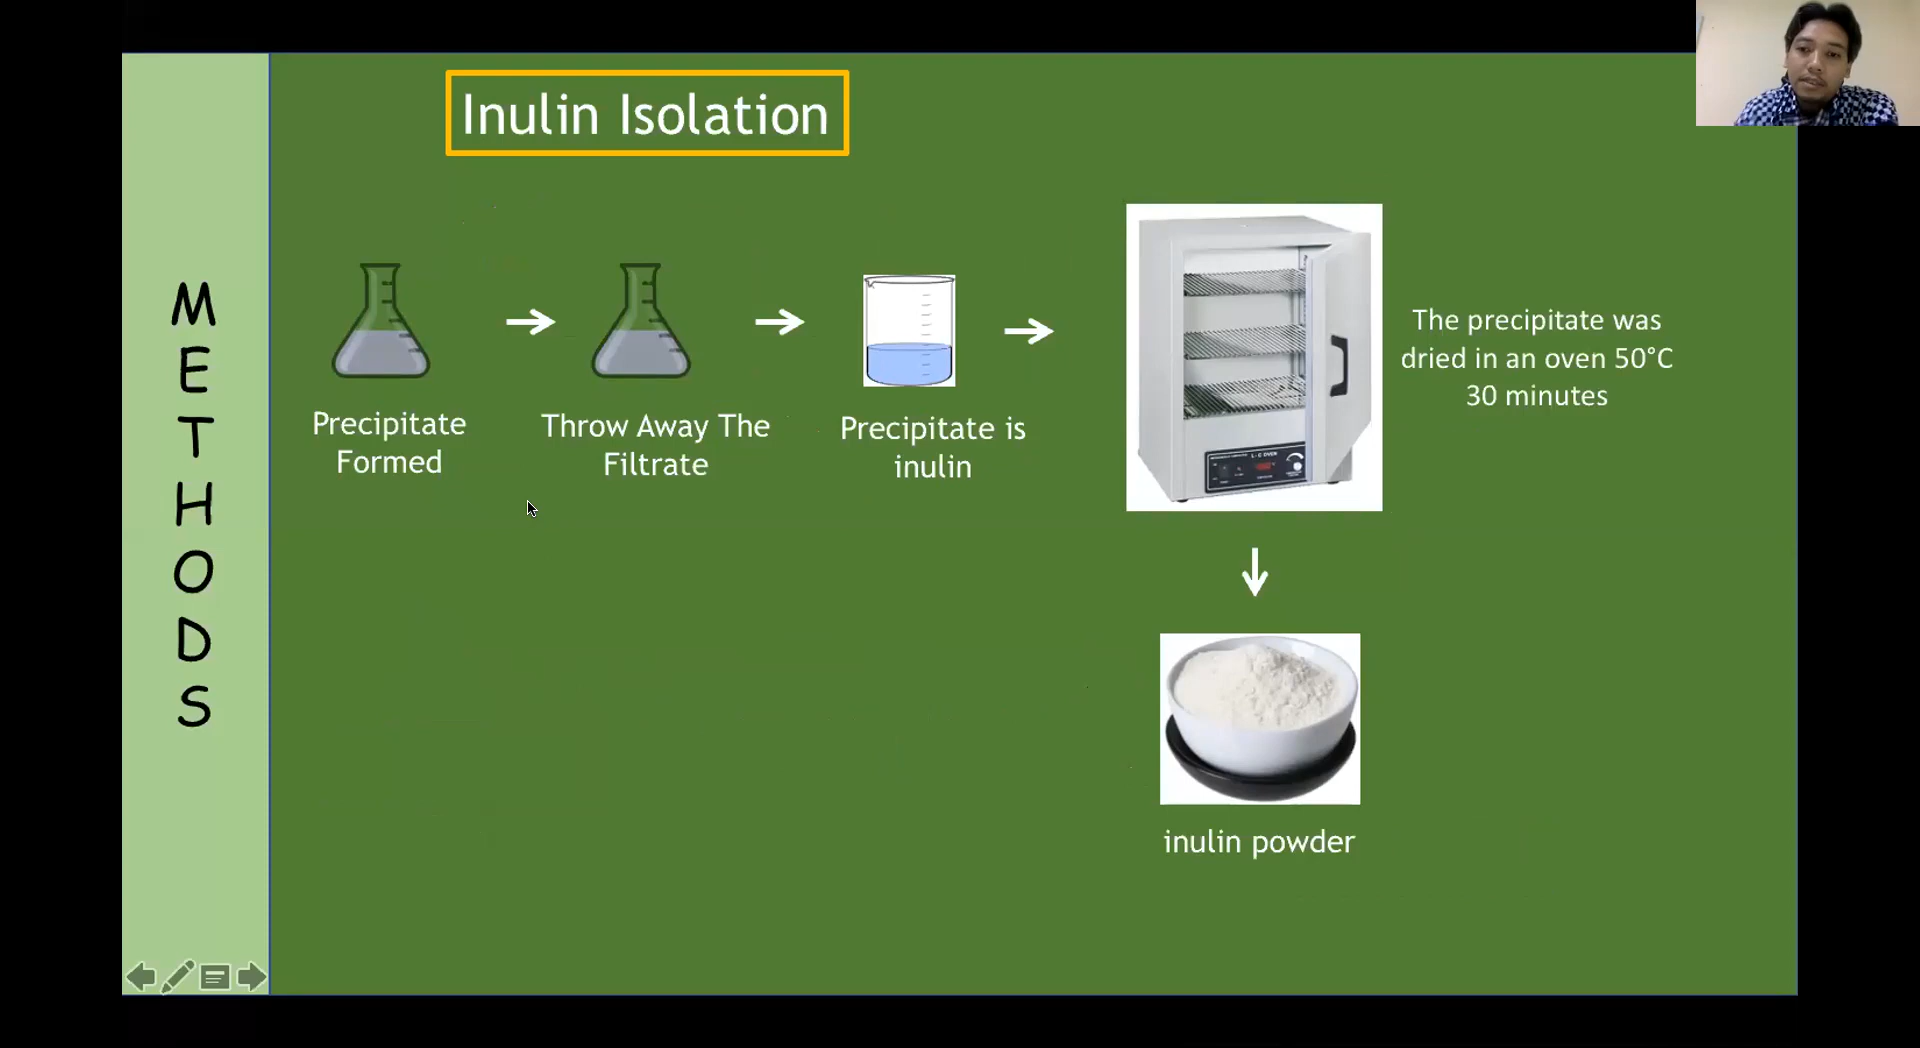 Inulin Isolation
M
E
T
H
O
D
S
Precipitate
Formed
Throw Away The
Filtrate
Precipitate is
inulin
The precipitate was
dried in an oven 50°C
30 minutes
inulin powder